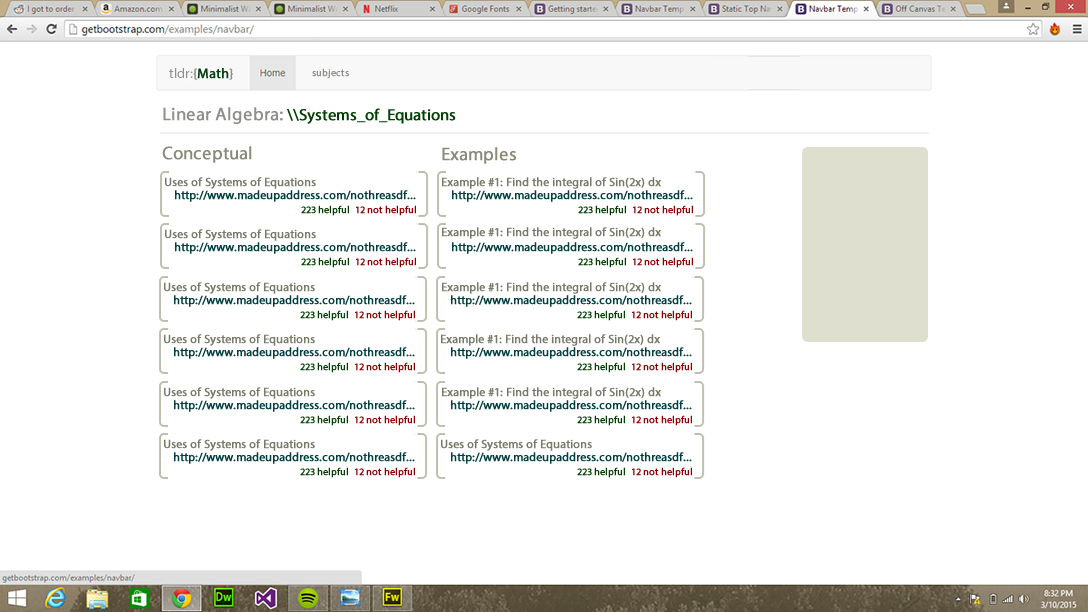 I got to order
Amazon.com
Minimalist W
Minimalist W
Netflix
Google Fonts
Getting starte
Navbar Temp
Static Top Na
Navbar Temp
Off Canvas Te
getbootstrap.com/examples/navbar/
tldr:{Math}
Home
subjects
Linear Algebra: \\Systems_of_Equations
Conceptual
Uses of Systems of Equations
http://www.madeupaddress.com/nothreasdf...
223 helpful 12 not helpful
Uses of Systems of Equations
http://www.madeupaddress.com/nothreasdf...
223 helpful 12 not helpful
Uses of Systems of Equations
http://www.madeupaddress.com/nothreasdf...
223 helpful 12 not helpful
Uses of Systems of Equations
http://www.madeupaddress.com/nothreasdf...
223 helpful 12 not helpful
Uses of Systems of Equations
http://www.madeupaddress.com/nothreasdf...
223 helpful 12 not helpful
Uses of Systems of Equations
http://www.madeupaddress.com/nothreasdf...
223 helpful 12 not helpful
Examples
Example #1: Find the integral of Sin(2x) dx
http://www.madeupaddress.com/nothreasdf...
223 helpful 12 not helpful
Example #1: Find the integral of Sin(2x) dx
http://www.madeupaddress.com/nothreasdf...
223 helpful 12 not helpful
Example #1: Find the integral of Sin(2x) dx
http://www.madeupaddress.com/nothreasdf...
223 helpful 12 not helpful
Example #1: Find the integral of Sin(2x) dx
http://www.madeupaddress.com/nothreasdf...
223 helpful 12 not helpful
Example #1: Find the integral of Sin(2x) dx
http://www.madeupaddress.com/nothreasdf...
223 helpful 12 not helpful
Uses of Systems of Equations
http://www.madeupaddress.com/nothreasdf...
223 helpful 12 not helpful
getbootstrap.com/examples/navbar/
Dw
Fw
8:32 PM
3/10/2015